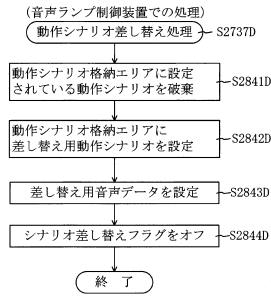 (音声ランプ制御装置での処理)
動作シナリオ差し替え処理
S2737D
動作シナリオ格納エリアに設定
されている動作シナリオを破棄
S2841D
動作シナリオ格納エリアに
差し替え用動作シナリオを設定
S2842D
差し替え用音声データを設定
S2843D
シナリオ差し替えフラグをオフ
S2844D
終 了